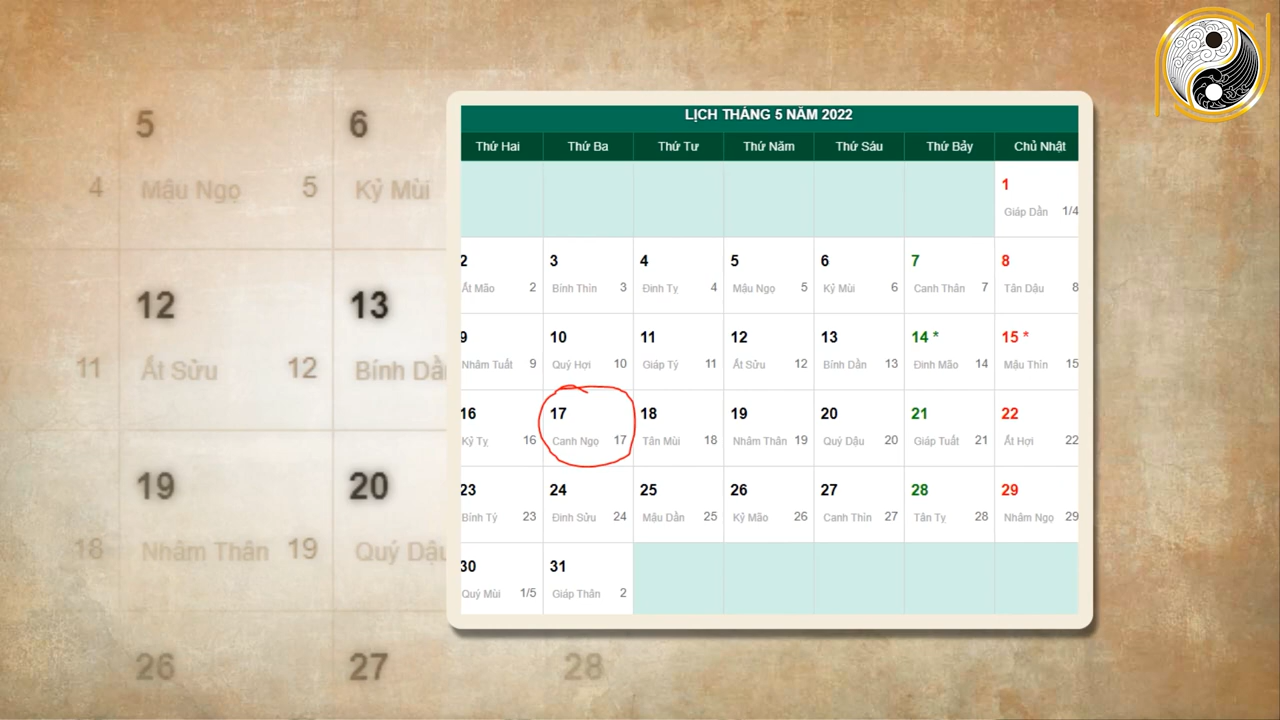 LỊCH THÁNG 5 NĂM 2022
Thứ Hai Thứ Ba Thứ Tư Thứ Năm Thứ Sáu Thứ Bảy Chủ Nhật
1
Giáp Dần 1/4
2 3 4 5 6 7 8
Ất Mão 2 Bính Thìn 3 Đinh Tỵ 4 Mậu Ngọ 5 Kỷ Mùi 6 Canh Thân 7 Tân Dậu 8
9 10 11 12 13 14 * 15 *
Nhâm Tuất 9 Quý Hợi 10 Giáp Tý 11 Ất Sửu 12 Bính Dần 13 Đinh Mão 14 Mậu Thìn 15
16 17 18 19 20 21 22
Kỷ Tỵ 16 Canh Ngọ 17 Tân Mùi 18 Nhâm Thân 19 Quý Dậu 20 Giáp Tuất 21 Ất Hợi 22
23 24 25 26 27 28 29
Bính Tý 23 Đinh Sửu 24 Mậu Dần 25 Kỷ Mão 26 Canh Thìn 27 Tân Tỵ 28 Nhâm Ngọ 29
30 31
Quý Mùi 1/5 Giáp Thân 2
5 6
4 Mậu Ngọ 5 Kỷ Mùi
12 13
11 Ất Sửu 12 Bính
19 20
18 Nhâm Thân 19 Quý
26 27 28